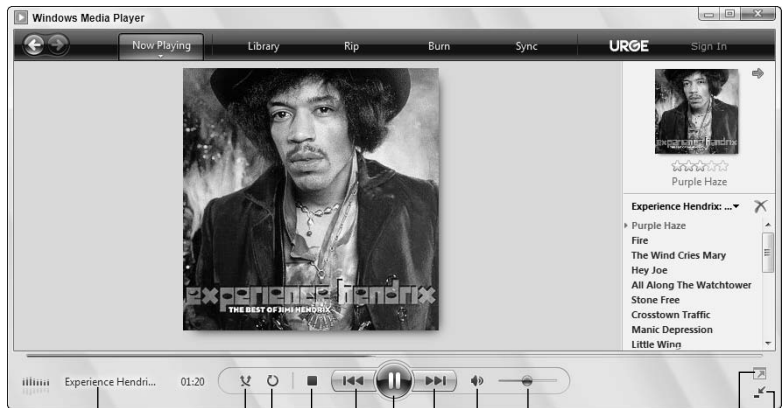 Windows Media Player
Now Playing
Library
Rip
Burn
Sync
URGE
Sign In
experience hendrix
THE BEST OF JIMI HENDRIX
experience hendrix
Purple Haze
Experience Hendrix: ...
Purple Haze
Fire
The Wind Cries Mary
Hey Joe
All Along The Watchtower
Stone Free
Crosstown Traffic
Manic Depression
Little Wing
Experience Hendri...
01:20